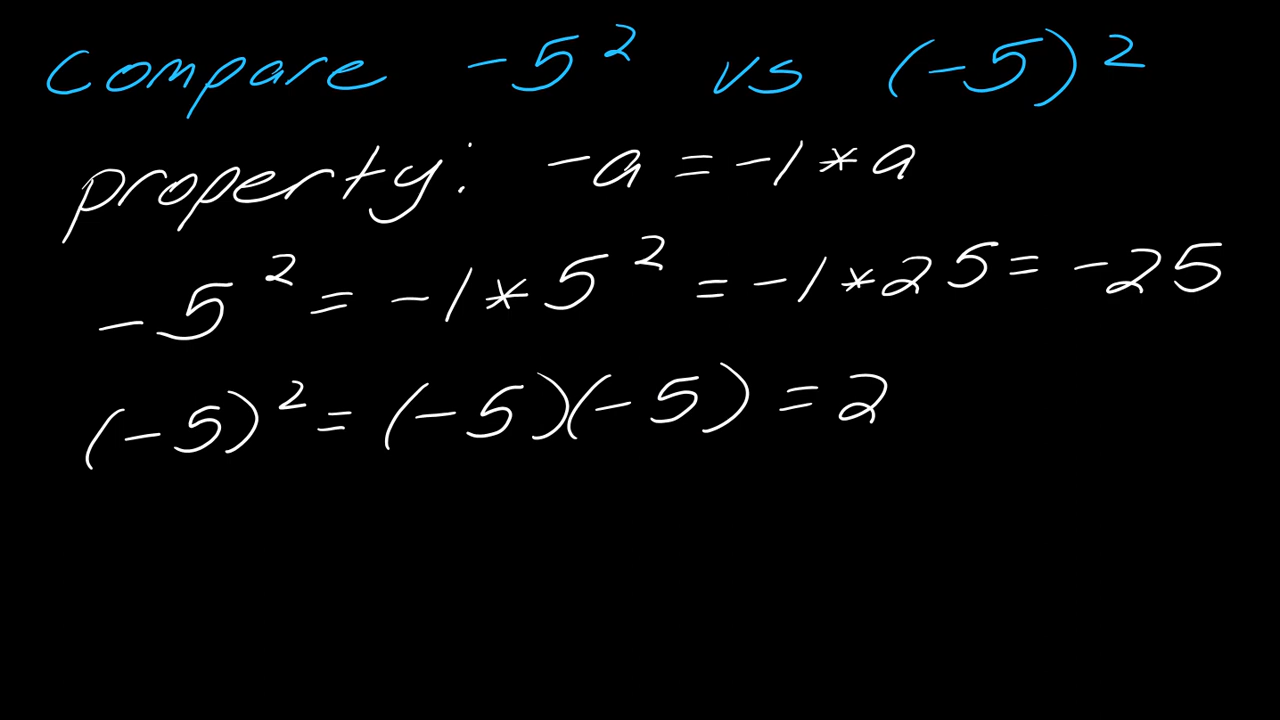 compare -5² vs (-5)²
property: -a = -1 * a
-5² = -1 * 5² = -1 * 25 = -25
(-5)² = (-5)(-5) = 2